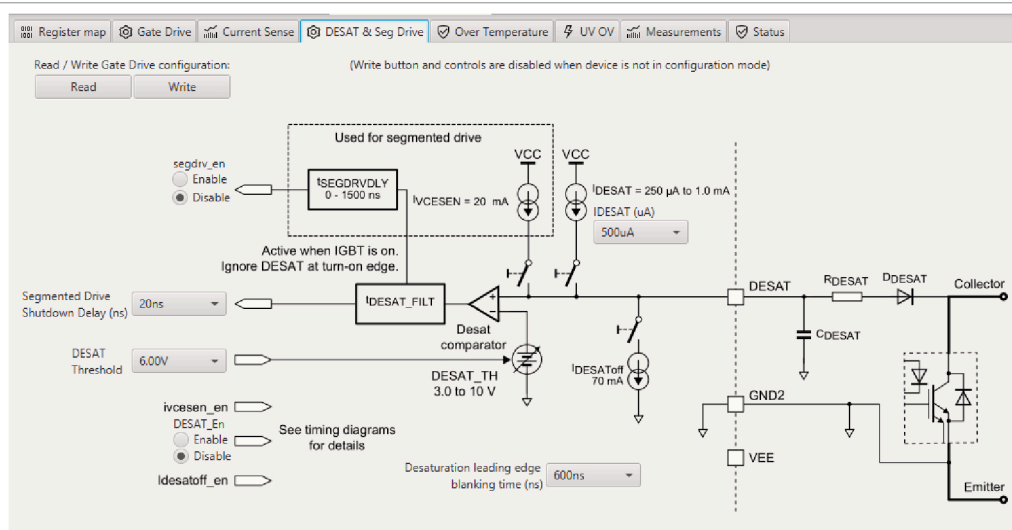 Register map
Gate Drive
Current Sense
DESAT & Seg Drive
Over Temperature
UV OV
Measurements
Status
Read / Write Gate Drive configuration:
(Write button and controls are disabled when device is not in configuration mode)
Read
Write
Used for segmented drive
segdrv_en
Enable
Disable
tSEGDRVDLY
0 - 1500 ns
VCC
VCC
IVCESEN = 20 mA
IDESAT = 250 µA to 1.0 mA
IDESAT (uA)
500uA
Active when IGBT is on.
Ignore DESAT at turn-on edge.
Segmented Drive
Shutdown Delay (ns)
20ns
tDESAT_FILT
+
−
Desat
comparator
DESAT
RDESAT
DDESAT
Collector
CDESAT
DESAT
Threshold
6.00V
DESAT_TH
3.0 to 10 V
IDESAToff
70 mA
GND2
ivcesen_en
DESAT_En
Enable
Disable
See timing diagrams
for details
VEE
Idesatoff_en
Desaturation leading edge
blanking time (ns)
600ns
Emitter